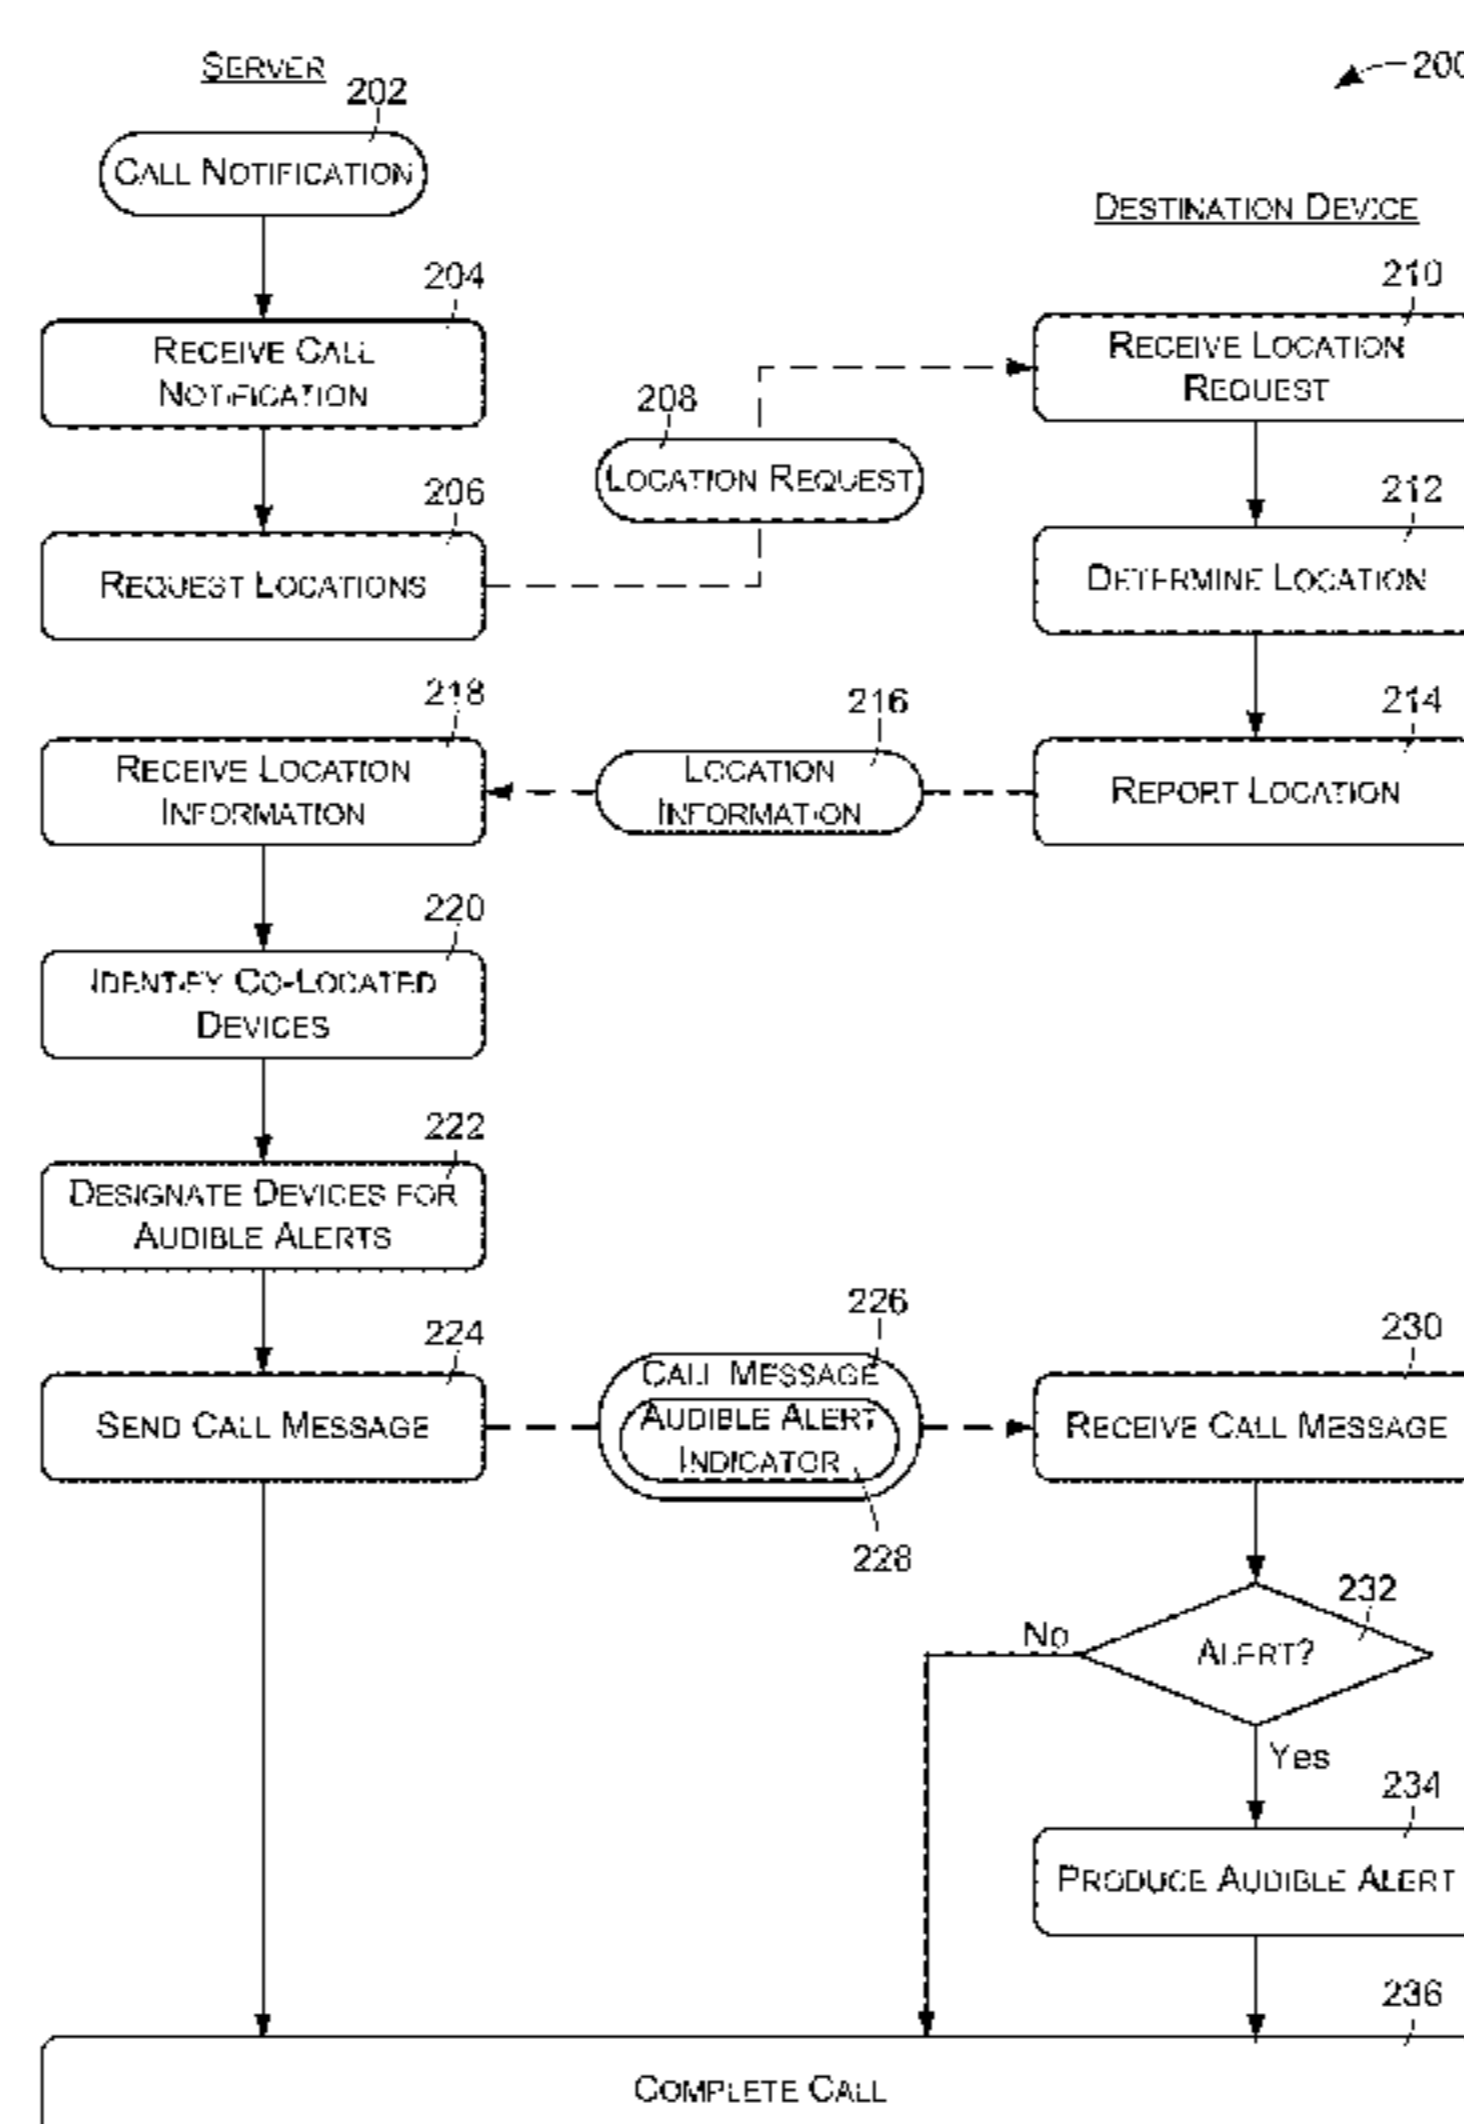 SERVER
200
202
CALL NOTIFICATION
DESTINATION DEVICE
204
RECEIVE CALL
NOTIFICATION
210
RECEIVE LOCATION
REQUEST
208
LOCATION REQUEST
206
REQUEST LOCATIONS
212
DETERMINE LOCATION
218
RECEIVE LOCATION
INFORMATION
216
LOCATION
INFORMATION
214
REPORT LOCATION
220
IDENTIFY CO-LOCATED
DEVICES
222
DESIGNATE DEVICES FOR
AUDIBLE ALERTS
224
SEND CALL MESSAGE
226
CALL MESSAGE
AUDIBLE ALERT
INDICATOR
228
230
RECEIVE CALL MESSAGE
232
ALERT?
No
Yes
234
PRODUCE AUDIBLE ALERT
236
COMPLETE CALL